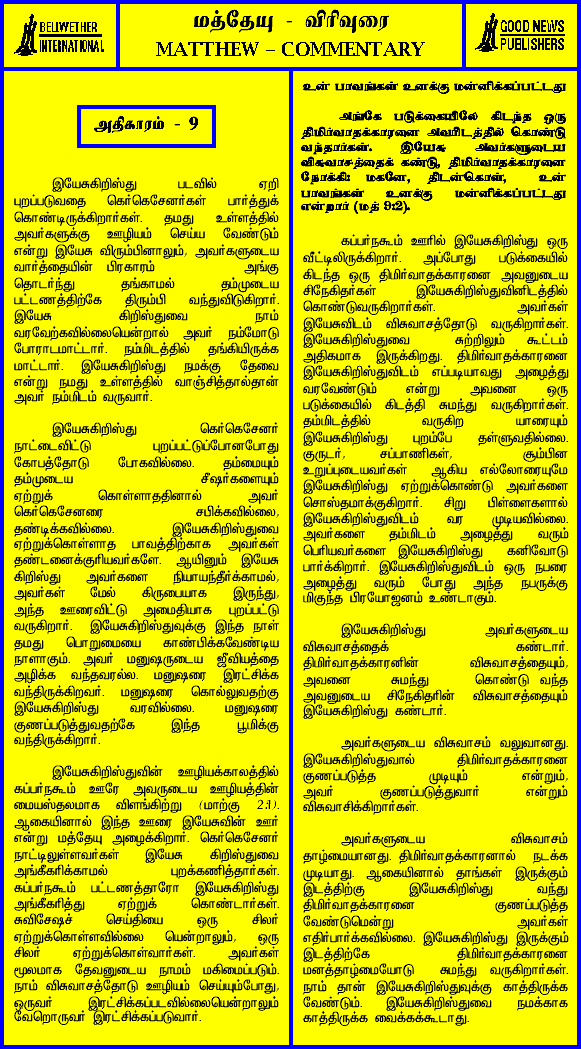 BELIWETHER
INTERNATIONAL
மத்தேயு - விரிவுரை
MATTHEW – COMMENTARY
GOOD NEWS
PUBLISHERS
அதிகாரம் - 9
இயேசுகிறிஸ்து படவில் ஏறி
புறப்படுவதை கெர்கெசேனர்கள் பார்த்துக்
கொண்டிருக்கிறார்கள். தமது உள்ளத்தில்
அவர்களுக்கு ஊழியம் செய்ய வேண்டும்
என்று இயேசு விரும்பினாலும், அவர்களுடைய
வார்த்தையின் பிரகாரம் அங்கு
தொடர்ந்து தங்காமல் தம்முடைய
பட்டணத்திற்கே திரும்பி வந்துவிடுகிறார்.
இயேசு கிறிஸ்துவை நாம்
வரவேற்கவில்லையென்றால் அவர் நம்மோடு
போராடமாட்டார். நம்மிடத்தில் தங்கியிருக்க
மாட்டார். இயேசுகிறிஸ்து நமக்கு தேவை
என்று நமது உள்ளத்தில் வாஞ்சித்தால்தான்
அவர் நம்மிடம் வருவார்.
இயேசுகிறிஸ்து கெர்கெசேனர்
நாட்டைவிட்டு புறப்பட்டுப்போனபோது
கோபத்தோடு போகவில்லை. தம்மையும்
தம்முடைய சீஷர்களையும்
ஏற்றுக் கொள்ளாததினால் அவர்
கெர்கெசேனரை சபிக்கவில்லை,
தண்டிக்கவில்லை. இயேசுகிறிஸ்துவை
ஏற்றுக்கொள்ளாத பாவத்திற்காக அவர்கள்
தண்டனைக்குரியவர்களே. ஆயினும் இயேசு
கிறிஸ்து அவர்களை நியாயந்தீர்க்காமல்,
அவர்கள் மேல் கிருபையாக இருந்து,
அந்த ஊரைவிட்டு அமைதியாக புறப்பட்டு
வருகிறார். இயேசுகிறிஸ்துவுக்கு இந்த நாள்
தமது பொறுமையை காண்பிக்கவேண்டிய
நாளாகும். அவர் மனுஷருடைய ஜீவியத்தை
அழிக்க வந்தவரல்ல. மனுஷரை இரட்சிக்க
வந்திருக்கிறவர். மனுஷரை கொல்லுவதற்கு
இயேசுகிறிஸ்து வரவில்லை. மனுஷரை
குணப்படுத்துவதற்கே இந்த பூமிக்கு
வந்திருக்கிறார்.
இயேசுகிறிஸ்துவின் ஊழியக்காலத்தில்
கப்பர்நகூம் ஊரே அவருடைய ஊழியத்தின்
மையஸ்தலமாக விளங்கிற்று (மாற்கு 2:1).
ஆகையினால் இந்த ஊரை இயேசுவின் ஊர்
என்று மத்தேயு அழைக்கிறார். கெர்கெசேனர்
நாட்டிலுள்ளவர்கள் இயேசு கிறிஸ்துவை
அங்கீகரிக்காமல் புறக்கணித்தார்கள்.
கப்பர்நகூம் பட்டணத்தாரோ இயேசுகிறிஸ்து
அங்கீகரித்து ஏற்றுக் கொண்டார்கள்.
சுவிசேஷச் செய்தியை ஒரு சிலர்
ஏற்றுக்கொள்ளவில்லை யென்றாலும், ஒரு
சிலர் ஏற்றுக்கொள்வார்கள். அவர்கள்
மூலமாக தேவனுடைய நாமம் மகிமைப்படும்.
நாம் விசுவாசத்தோடு ஊழியம் செய்யும்போது,
ஒருவர் இரட்சிக்கப்படவில்லையென்றாலும்
வேறொருவர் இரட்சிக்கப்படுவார்.
உன் பாவங்கள் உனக்கு மன்னிக்கப்பட்டது
அங்கே படுக்கையிலே கிடந்த ஒரு
திமிர்வாதக்காரனை அவரிடத்தில் கொண்டு
வந்தார்கள். இயேசு அவர்களுடைய
விசுவாசத்தைக் கண்டு, திமிர்வாதக்காரனை
நோக்கி: மகனே, திடன்கொள், உன்
பாவங்கள் உனக்கு மன்னிக்கப்பட்டது
என்றார் (மத் 9:2).
கப்பர்நகூம் ஊரில் இயேசுகிறிஸ்து ஒரு
வீட்டிலிருக்கிறார். அப்போது படுக்கையில்
கிடந்த ஒரு திமிர்வாதக்காரனை அவனுடைய
சிநேகிதர்கள் இயேசுகிறிஸ்துவினிடத்தில்
கொண்டுவருகிறார்கள். அவர்கள்
இயேசுவிடம் விசுவாசத்தோடு வருகிறார்கள்.
இயேசுகிறிஸ்துவை சுற்றிலும் கூட்டம்
அதிகமாக இருக்கிறது. திமிர்வாதக்காரனை
இயேசுகிறிஸ்துவிடம் எப்படியாவது அழைத்து
வரவேண்டும் என்று அவனை ஒரு
படுக்கையில் கிடத்தி சுமந்து வருகிறார்கள்.
தம்மிடத்தில் வருகிற யாரையும்
இயேசுகிறிஸ்து புறம்பே தள்ளுவதில்லை.
குருடர், சப்பாணிகள், சூம்பின
உறுப்புடையவர்கள் ஆகிய எல்லோரையுமே
இயேசுகிறிஸ்து ஏற்றுக்கொண்டு அவர்களை
சொஸ்தமாக்குகிறார். சிறு பிள்ளைகளால்
இயேசுகிறிஸ்துவிடம் வர முடியவில்லை.
அவர்களை தம்மிடம் அழைத்து வரும்
பெரியவர்களை இயேசுகிறிஸ்து கனிவோடு
பார்க்கிறார். இயேசுகிறிஸ்துவிடம் ஒரு நபரை
அழைத்து வரும் போது அந்த நபருக்கு
மிகுந்த பிரயோஜனம் உண்டாகும்.
இயேசுகிறிஸ்து அவர்களுடைய
விசுவாசத்தைக் கண்டார்.
திமிர்வாதக்காரனின் விசுவாசத்தையும்,
அவனை சுமந்து கொண்டு வந்த
அவனுடைய சிநேகிதரின் விசுவாசத்தையும்
இயேசுகிறிஸ்து கண்டார்.
அவர்களுடைய விசுவாசம் வலுவானது.
இயேசுகிறிஸ்துவால் திமிர்வாதக்காரனை
குணப்படுத்த முடியும் என்றும்,
அவர் குணப்படுத்துவார் என்றும்
விசுவாசிக்கிறார்கள்.
அவர்களுடைய விசுவாசம்
தாழ்மையானது. திமிர்வாதக்காரனால் நடக்க
முடியாது. ஆகையினால் தாங்கள் இருக்கும்
இடத்திற்கு இயேசுகிறிஸ்து வந்து
திமிர்வாதக்காரனை குணப்படுத்த
வேண்டுமென்று அவர்கள்
எதிர்பார்க்கவில்லை. இயேசுகிறிஸ்து இருக்கும்
இடத்திற்கே திமிர்வாதக்காரனை
மனத்தாழ்மையோடு சுமந்து வருகிறார்கள்.
நாம் தான் இயேசுகிறிஸ்துவுக்கு காத்திருக்க
வேண்டும். இயேசுகிறிஸ்துவை நமக்காக
காத்திருக்க வைக்கக்கூடாது.